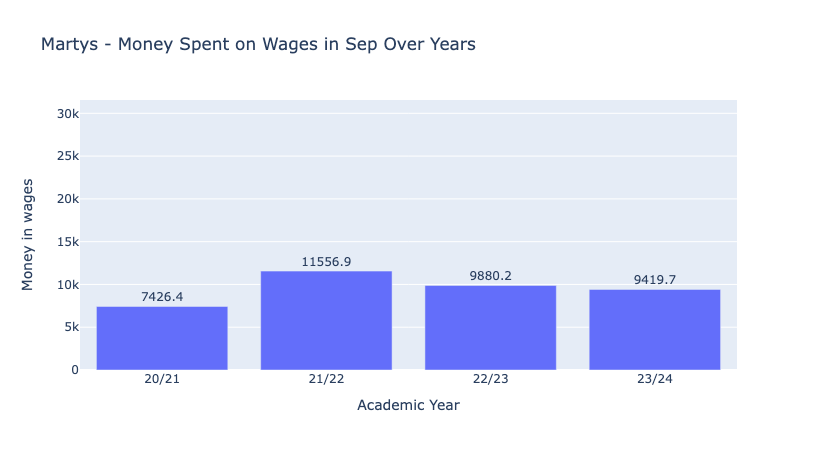 Martys - Money Spent on Wages in Sep Over Years
30k
25k
20k
15k
10k
5k
0
Money in wages
7426.4
11556.9
9880.2
9419.7
20/21
21/22
22/23
23/24
Academic Year